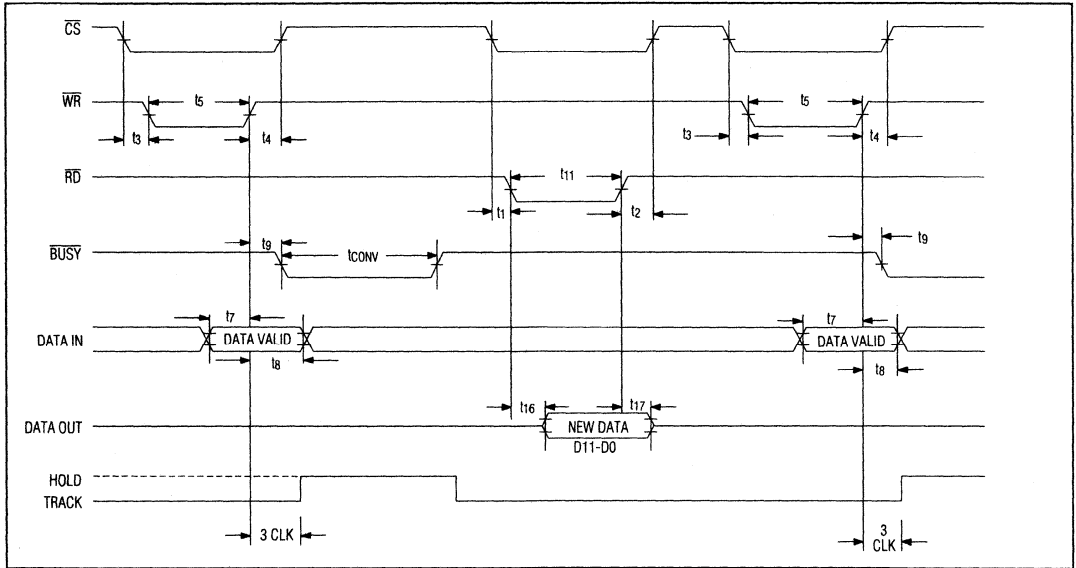 CS
WR
t5
t5
t3
t4
t3
t4
RD
t11
t1
t2
BUSY
t9
tCONV
t9
DATA IN
t7
DATA VALID
t8
t7
DATA VALID
t8
DATA OUT
t16
NEW DATA
t17
D11-D0
HOLD
TRACK
3 CLK
3
CLK